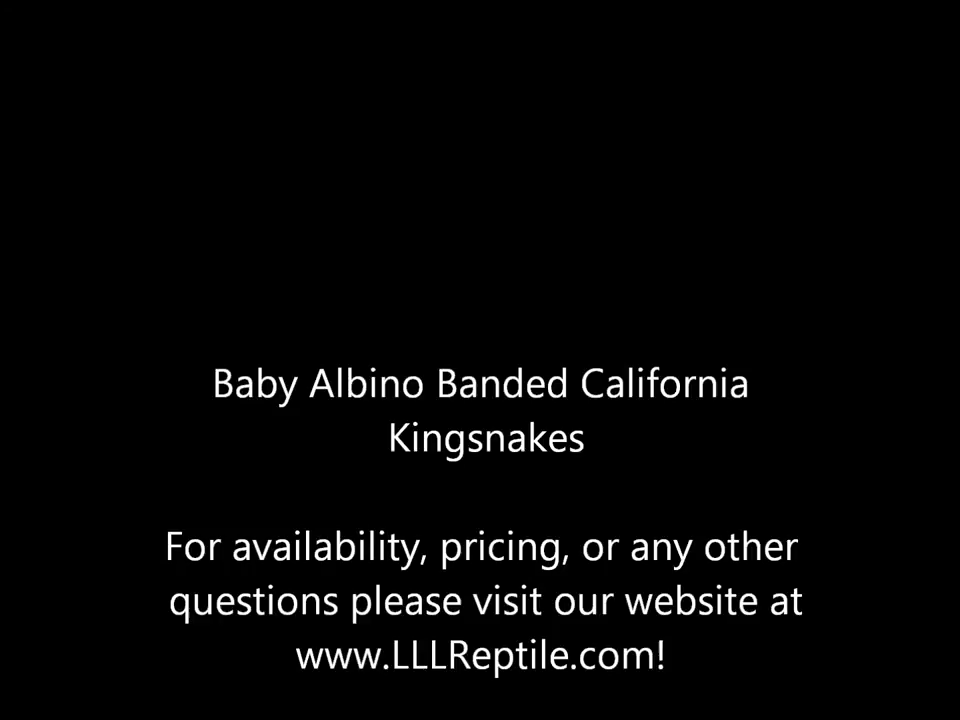 Baby Albino Banded California
Kingsnakes
For availability, pricing, or any other
questions please visit our website at
www.LLLReptile.com!